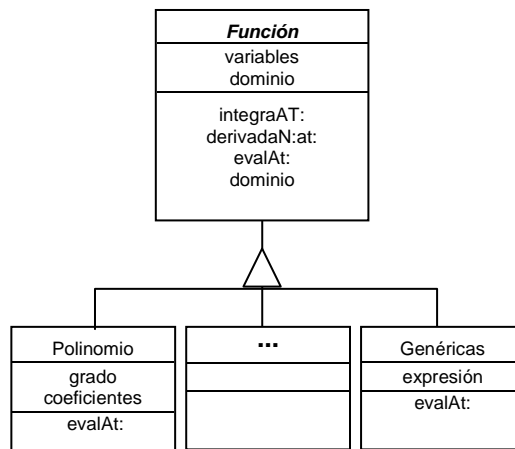 Función
variables
dominio
integraAT:
derivadaN:at:
evalAt:
dominio
Polinomio
grado
coeficientes
evalAt:
...
Genéricas
expresión
evalAt: